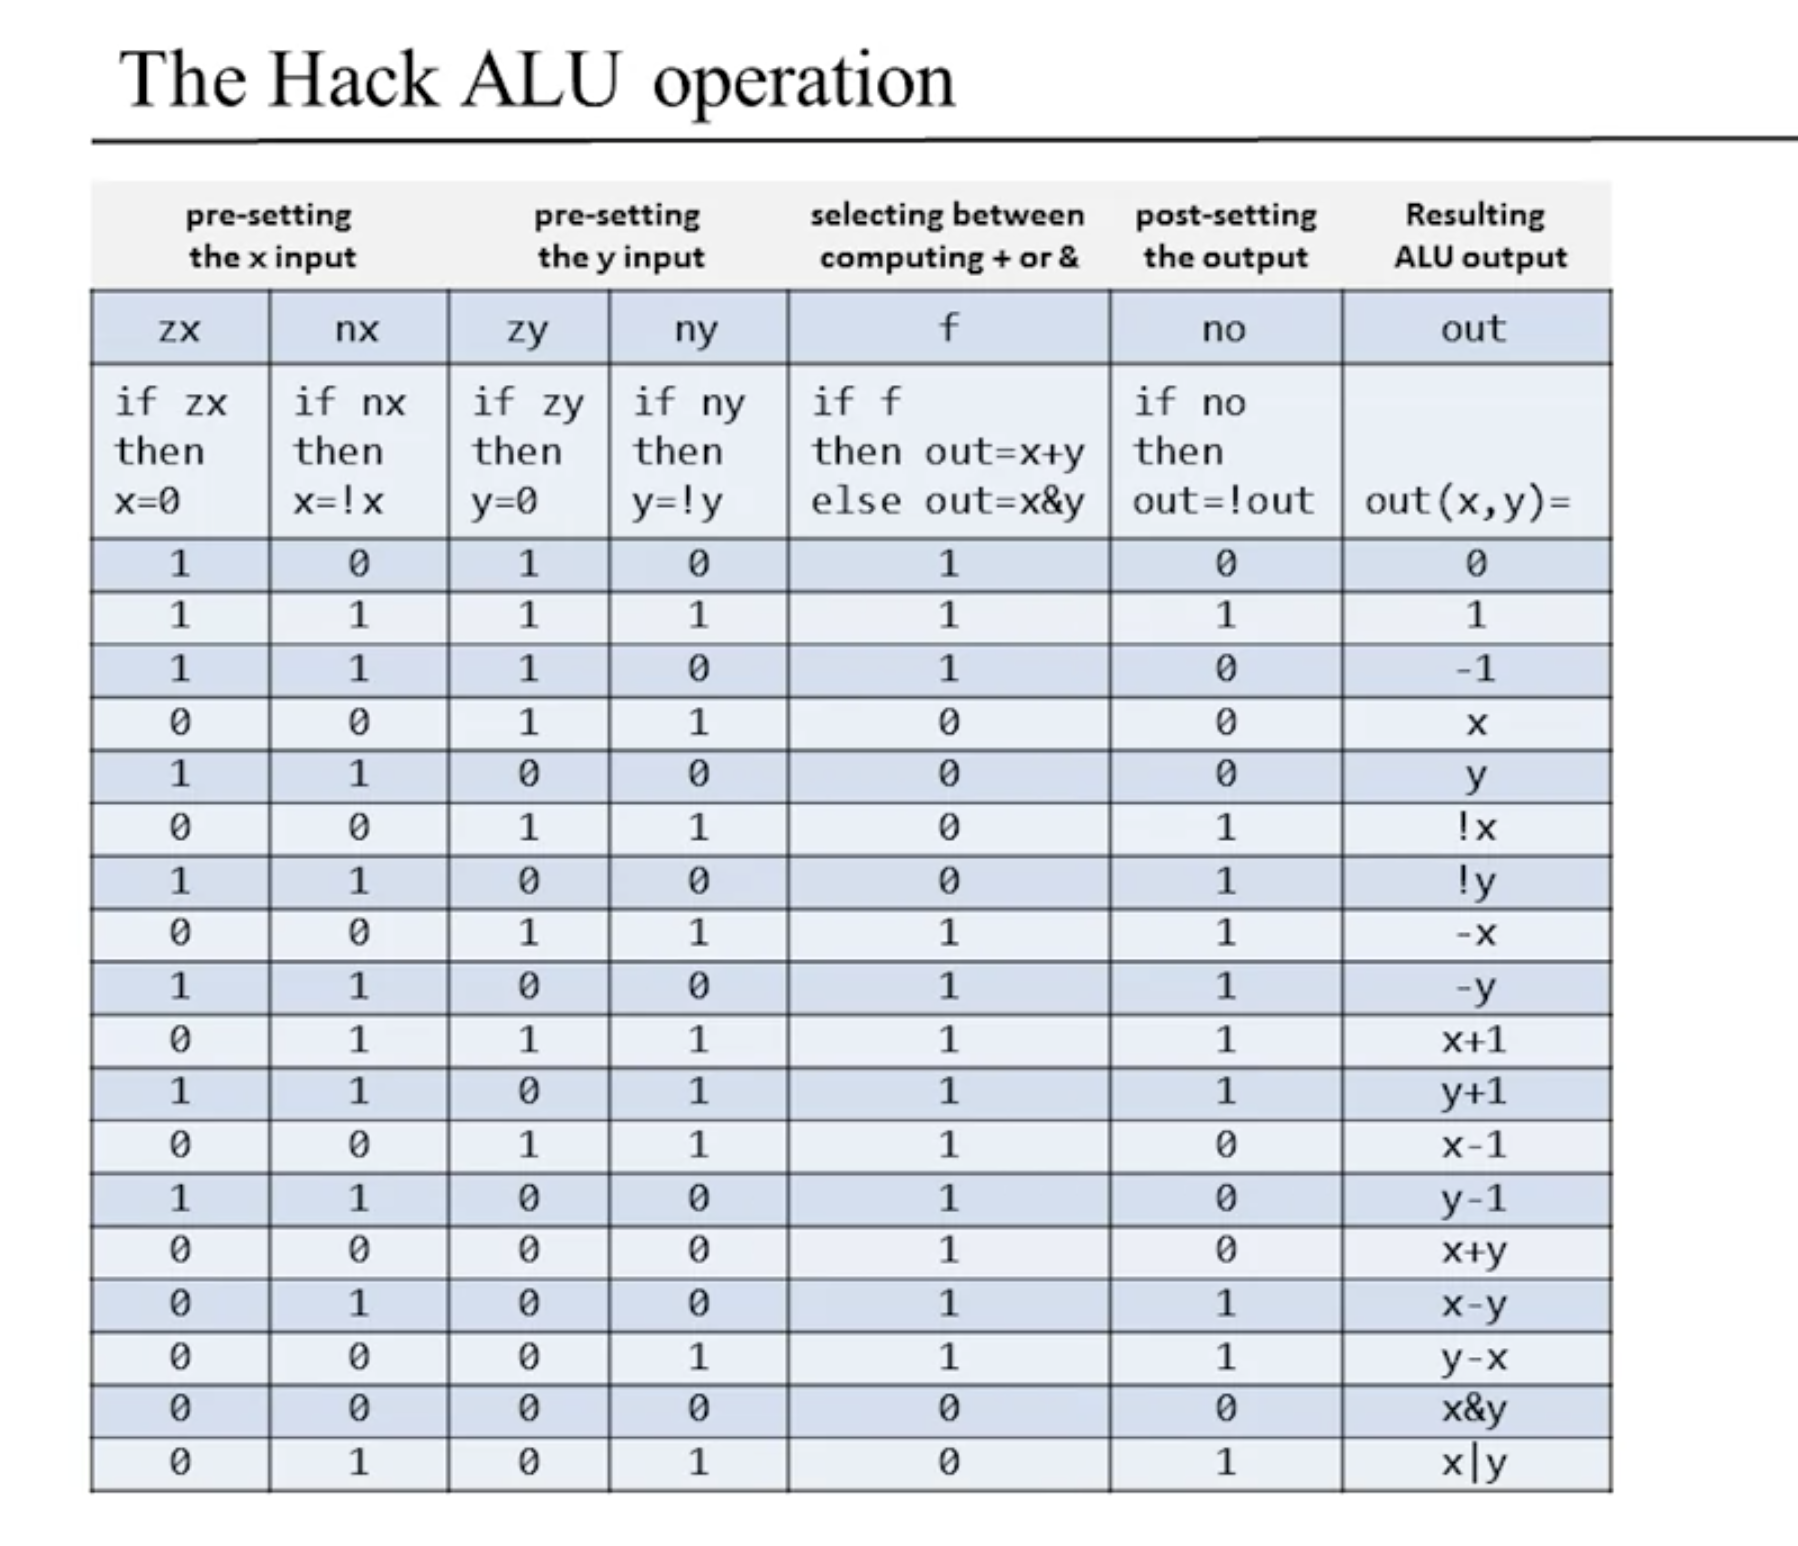 The Hack ALU operation
pre-setting the x input pre-setting the y input selecting between computing + or & post-setting the output Resulting ALU output
zx nx zy ny f no out
if zx then x=0 if nx then x=!x if zy then y=0 if ny then y=!y if f then out=x+y else out=x&y if no then out=!out out(x,y)=
1 0 1 0 1 0 0
1 1 1 1 1 1 1
1 1 1 0 1 0 -1
0 0 1 1 0 0 x
1 1 0 0 0 0 y
0 0 1 1 0 1 !x
1 1 0 0 0 1 !y
0 0 1 1 1 1 -x
1 1 0 0 1 1 -y
0 1 1 1 1 1 x+1
1 1 0 1 1 1 y+1
0 0 1 1 1 0 x-1
1 1 0 0 1 0 y-1
0 0 0 0 1 0 x+y
0 1 0 0 1 1 x-y
0 0 0 1 1 1 y-x
0 0 0 0 0 0 x&y
0 1 0 1 0 1 x|y